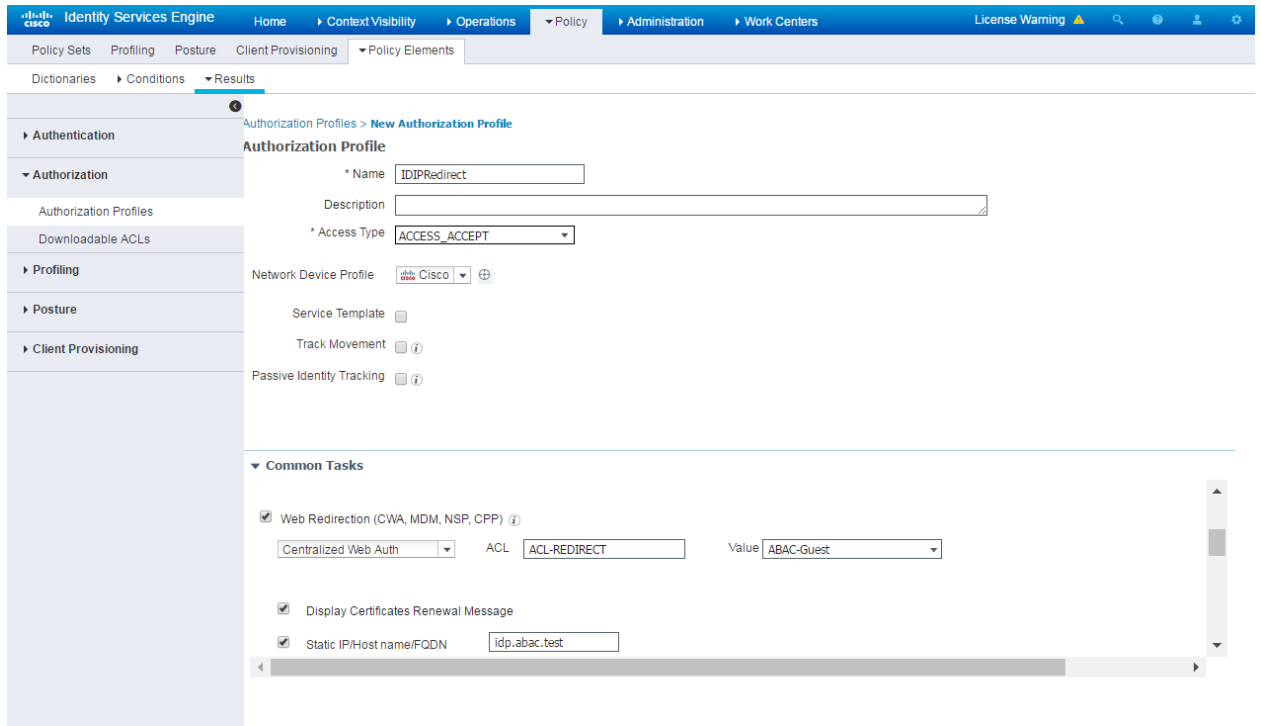 cisco Identity Services Engine Home Context Visibility Operations Policy Administration Work Centers License Warning
Policy Sets Profiling Posture Client Provisioning Policy Elements
Dictionaries Conditions Results
Authentication
Authorization
Authorization Profiles
Downloadable ACLs
Profiling
Posture
Client Provisioning
Authorization Profiles > New Authorization Profile
Authorization Profile
* Name IDIPRedirect
Description
* Access Type ACCESS_ACCEPT
Network Device Profile cisco Cisco
Service Template
Track Movement
Passive Identity Tracking
Common Tasks
Web Redirection (CWA, MDM, NSP, CPP)
Centralized Web Auth ACL ACL-REDIRECT Value ABAC-Guest
Display Certificates Renewal Message
Static IP/Host name/FQDN idp.abac.test